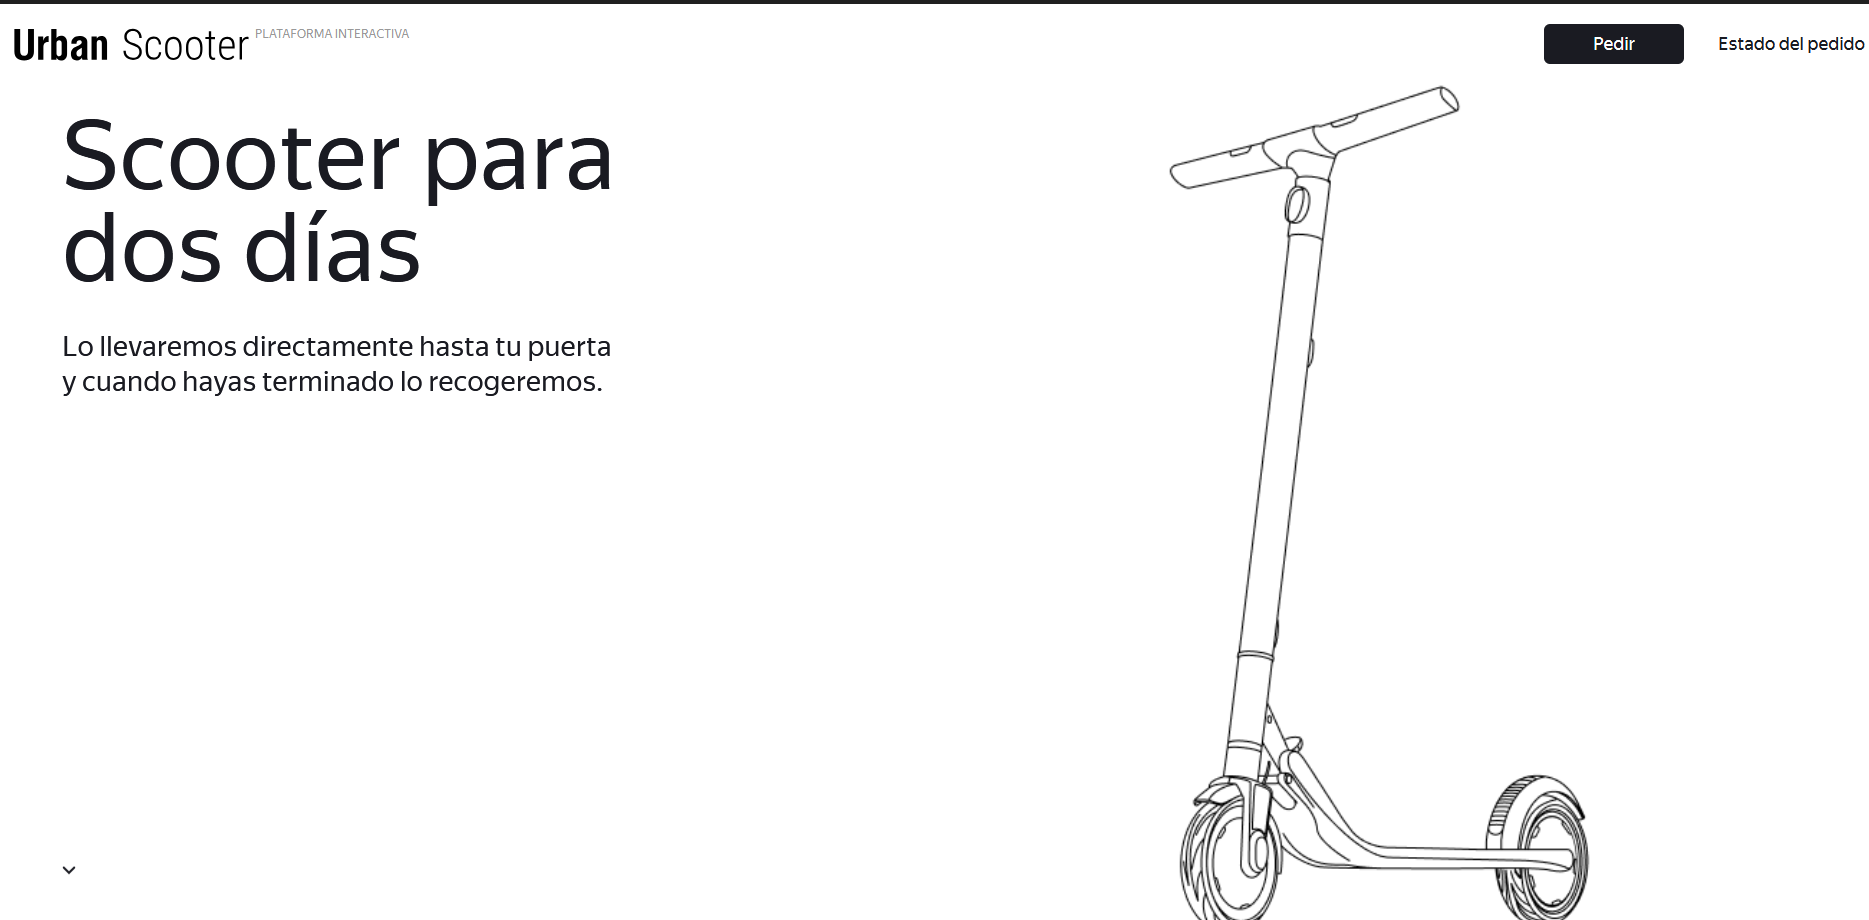 Urban Scooter PLATAFORMA INTERACTIVA
Pedir
Estado del pedido
Scooter para
dos días
Lo llevaremos directamente hasta tu puerta
y cuando hayas terminado lo recogeremos.